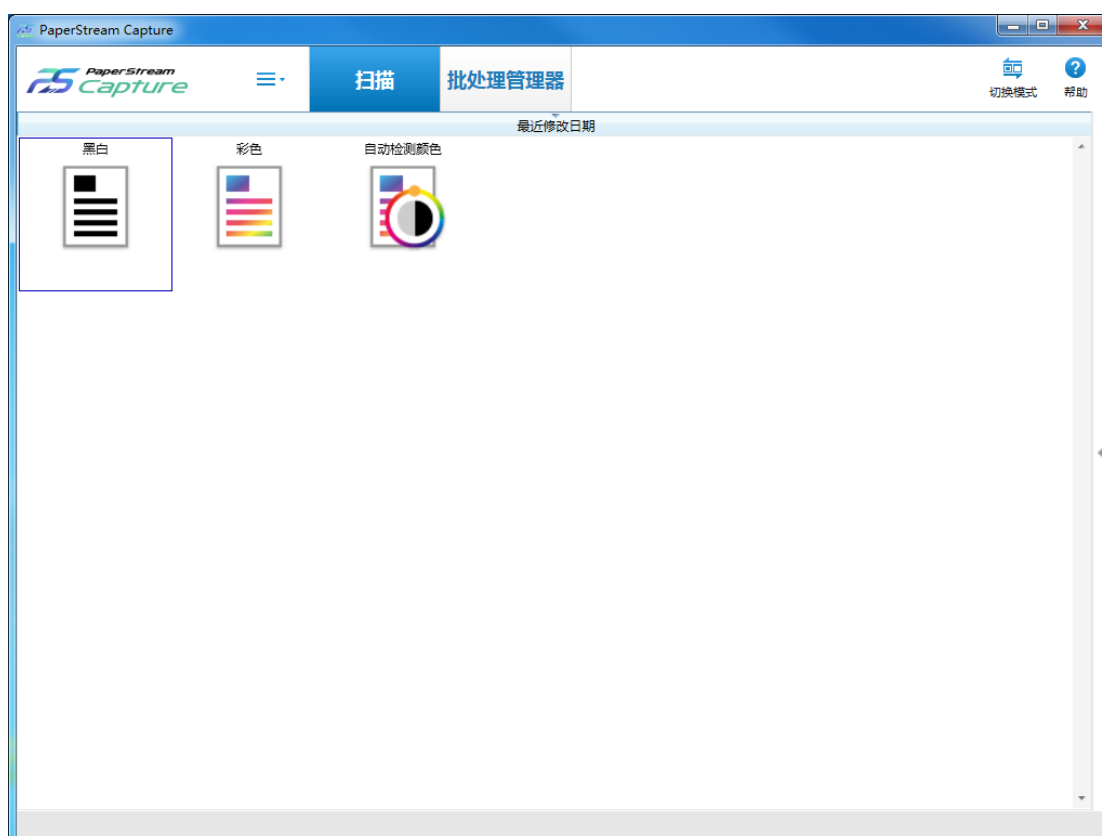 PaperStream Capture
PaperStream
Capture
扫描
批处理管理器
切换模式
帮助
最近修改日期
黑白
彩色
自动检测颜色